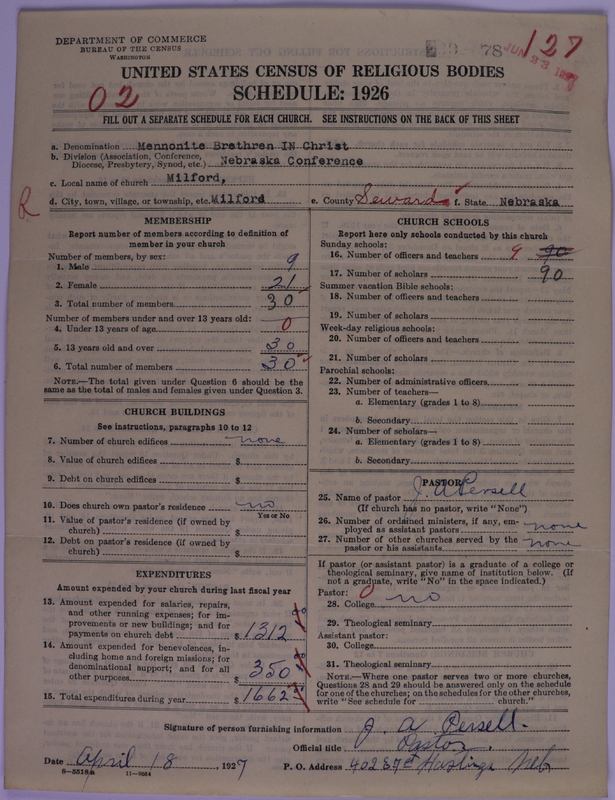 DEPARTMENT OF COMMERCE
BUREAU OF THE CENSUS
WASHINGTON
78
127
UNITED STATES CENSUS OF RELIGIOUS BODIES
SCHEDULE: 1926
02
FILL OUT A SEPARATE SCHEDULE FOR EACH CHURCH. SEE INSTRUCTIONS ON THE BACK OF THIS SHEET
a. Denomination Mennonite Brethren IN Christ
b. Division (Association, Conference, Diocese, Presbytery, Synod, etc.) Nebraska Conference
c. Local name of church Milford,
R
d. City, town, village, or township, etc. Milford e. County Seward f. State Nebraska
MEMBERSHIP
Report number of members according to definition of
member in your church
Number of members, by sex:
1. Male 9
2. Female 21
3. Total number of members 30
Number of members under and over 13 years old:
4. Under 13 years of age 0
5. 13 years old and over 30
6. Total number of members 30
NOTE.—The total given under Question 6 should be the
same as the total of males and females given under Question 3.
CHURCH BUILDINGS
See instructions, paragraphs 10 to 12
7. Number of church edifices none
8. Value of church edifices $
9. Debt on church edifices $
10. Does church own pastor's residence no
Yes or No
11. Value of pastor's residence (if owned by
church) $
12. Debt on pastor's residence (if owned by
church) $
EXPENDITURES
Amount expended by your church during last fiscal year
13. Amount expended for salaries, repairs,
and other running expenses; for im-
provements or new buildings; and for
payments on church debt $ 1312
14. Amount expended for benevolences, in-
cluding home and foreign missions; for
denominational support; and for all
other purposes $ 350
15. Total expenditures during year $ 1662
CHURCH SCHOOLS
Report here only schools conducted by this church
Sunday schools:
16. Number of officers and teachers 9 90
17. Number of scholars 90
Summer vacation Bible schools:
18. Number of officers and teachers
19. Number of scholars
Week-day religious schools:
20. Number of officers and teachers
21. Number of scholars
Parochial schools:
22. Number of administrative officers
23. Number of teachers—
a. Elementary (grades 1 to 8)
b. Secondary
24. Number of scholars—
a. Elementary (grades 1 to 8)
b. Secondary
PASTOR
25. Name of pastor J. A Persell
(If church has no pastor, write "None")
26. Number of ordained ministers, if any, em-
ployed as assistant pastors none
27. Number of other churches served by the
pastor or his assistants none
If pastor (or assistant pastor) is a graduate of a college or
theological seminary, give name of institution below. (If
not a graduate, write "No" in the space indicated.)
Pastor: 0
28. College no
29. Theological seminary
Assistant pastor:
30. College
31. Theological seminary
NOTE.—Where one pastor serves two or more churches,
Questions 28 and 29 should be answered only on the schedule
for one of the churches; on the schedules for the other churches,
write "See schedule for church."
Signature of person furnishing information J. A Persell.
Official title Pastor.
Date April 18, 1927 P. O. Address Hastings Neb
8—5518a 11—9684